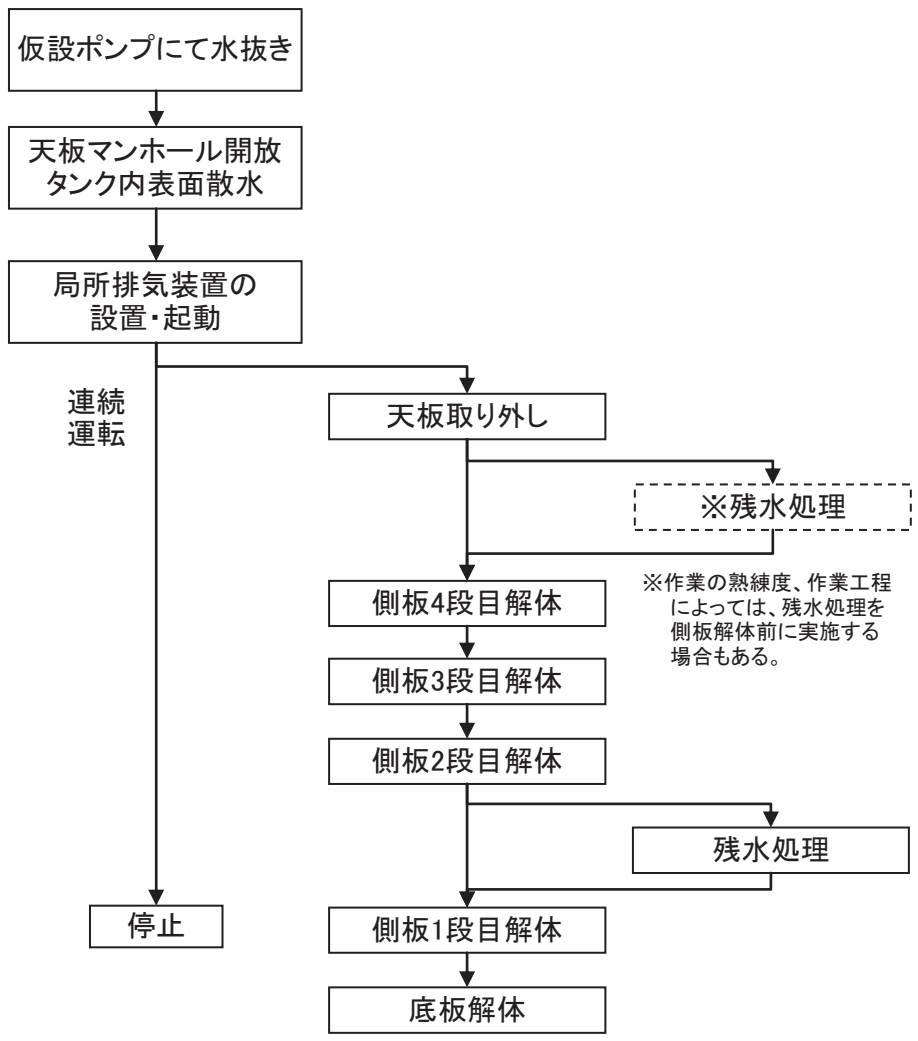 仮設ポンプにて水抜き
天板マンホール開放
タンク内表面散水
局所排気装置の
設置・起動
連続
運転
天板取り外し
※残水処理
※作業の熟練度、作業工程
によっては、残水処理を
側板解体前に実施する
場合もある。
側板4段目解体
側板3段目解体
側板2段目解体
残水処理
停止
側板1段目解体
底板解体